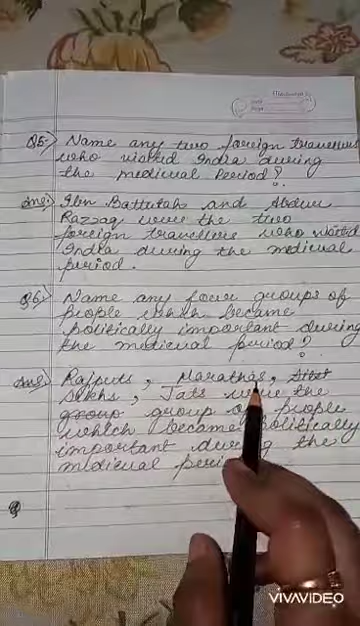 Q5) Name any two foreign travellers
who visited India during
the medieval Period?
Ans:) Ibn Battutah and Abdur
Razzaq were the two
foreign travellers who visited
India during the medieval
period.
Q6) Name any four groups of
people which became
politically important during
the medieval period?
Ans) Rajputs, Marathas,
Sikhs, Jats were the
group group of people
which became politically
important during the
medieval peri
VIVAVIDEO